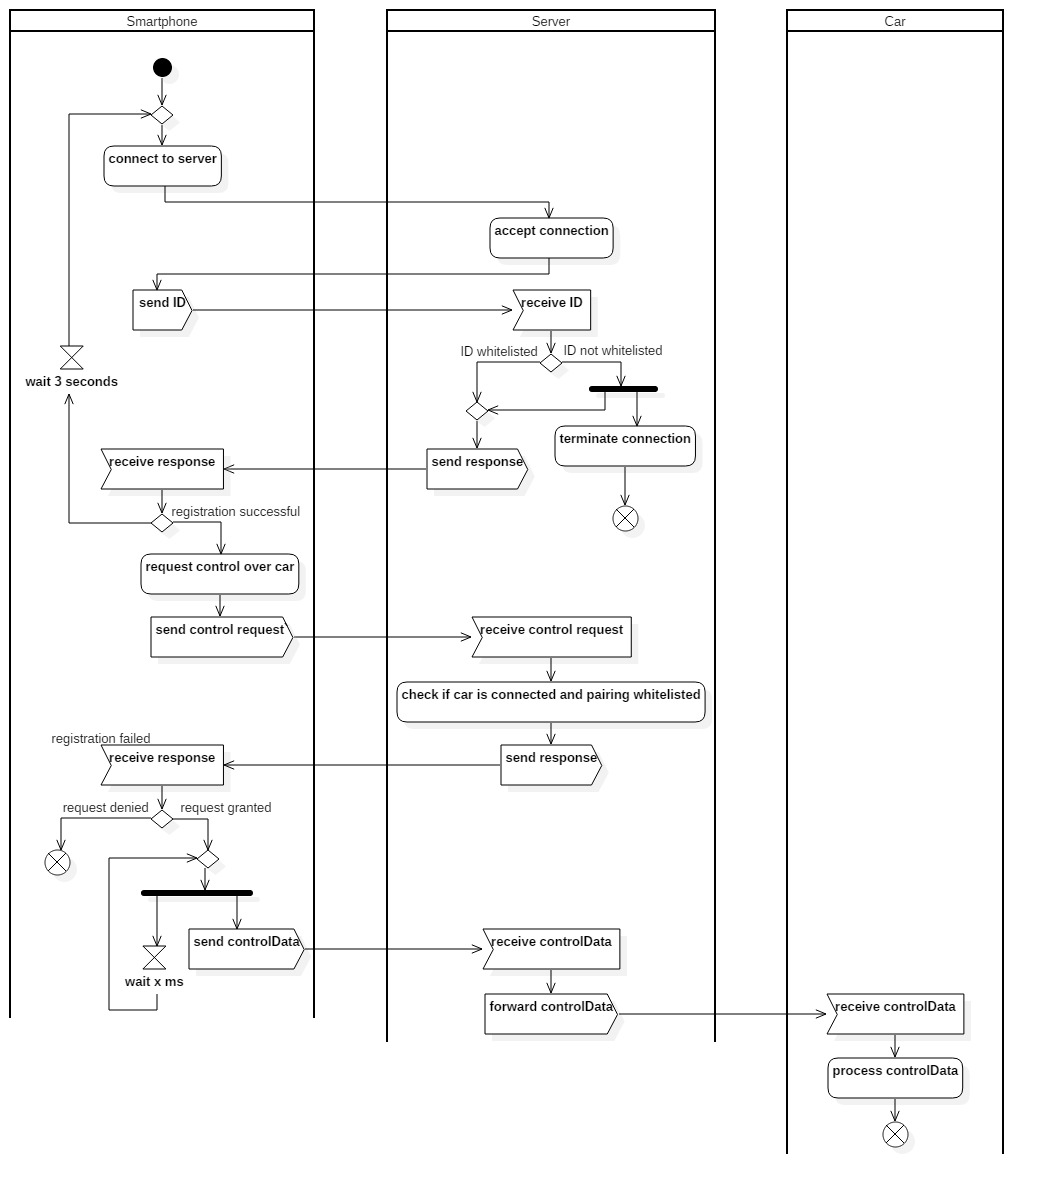 Smartphone
Server
Car
connect to server
accept connection
send ID
receive ID
ID whitelisted
ID not whitelisted
wait 3 seconds
terminate connection
receive response
send response
registration successful
request control over car
send control request
receive control request
check if car is connected and pairing whitelisted
registration failed
receive response
send response
request denied
request granted
send controlData
receive controlData
wait x ms
forward controlData
receive controlData
process controlData